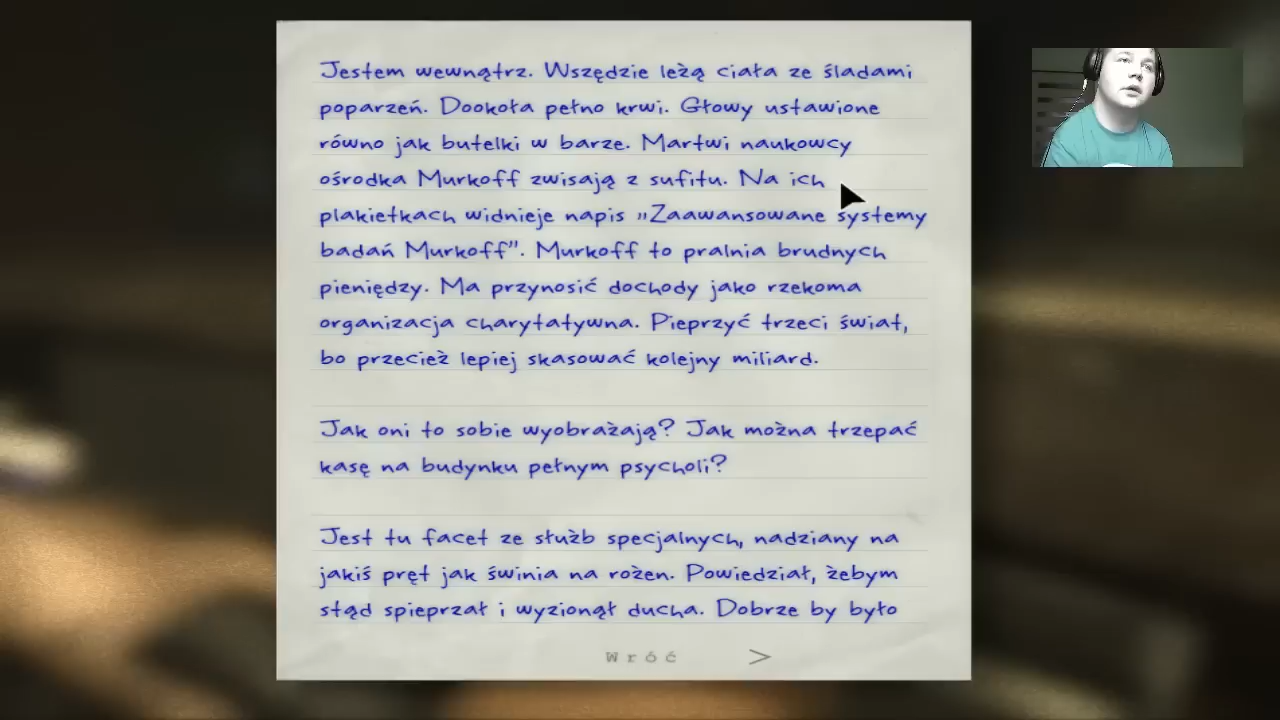 Jestem wewnątrz. Wszędzie leżą ciała ze śladami
poparzeń. Dookoła pełno krwi. Głowy ustawione
równo jak butelki w barze. Martwi naukowcy
ośrodka Murkoff zwisają z sufitu. Na ich
plakietkach widnieje napis „Zaawansowane systemy
badań Murkoff”. Murkoff to pralnia brudnych
pieniędzy. Ma przynosić dochody jako rzekoma
organizacja charytatywna. Pieprzyć trzeci świat,
bo przecież lepiej skasować kolejny miliard.
Jak oni to sobie wyobrażają? Jak można trzepać
kasę na budynku pełnym psycholi?
Jest tu facet ze służb specjalnych, nadziany na
jakiś pręt jak świnia na rożen. Powiedział, żebym
stąd spieprzał i wyzionął ducha. Dobrze by było
Wróć >